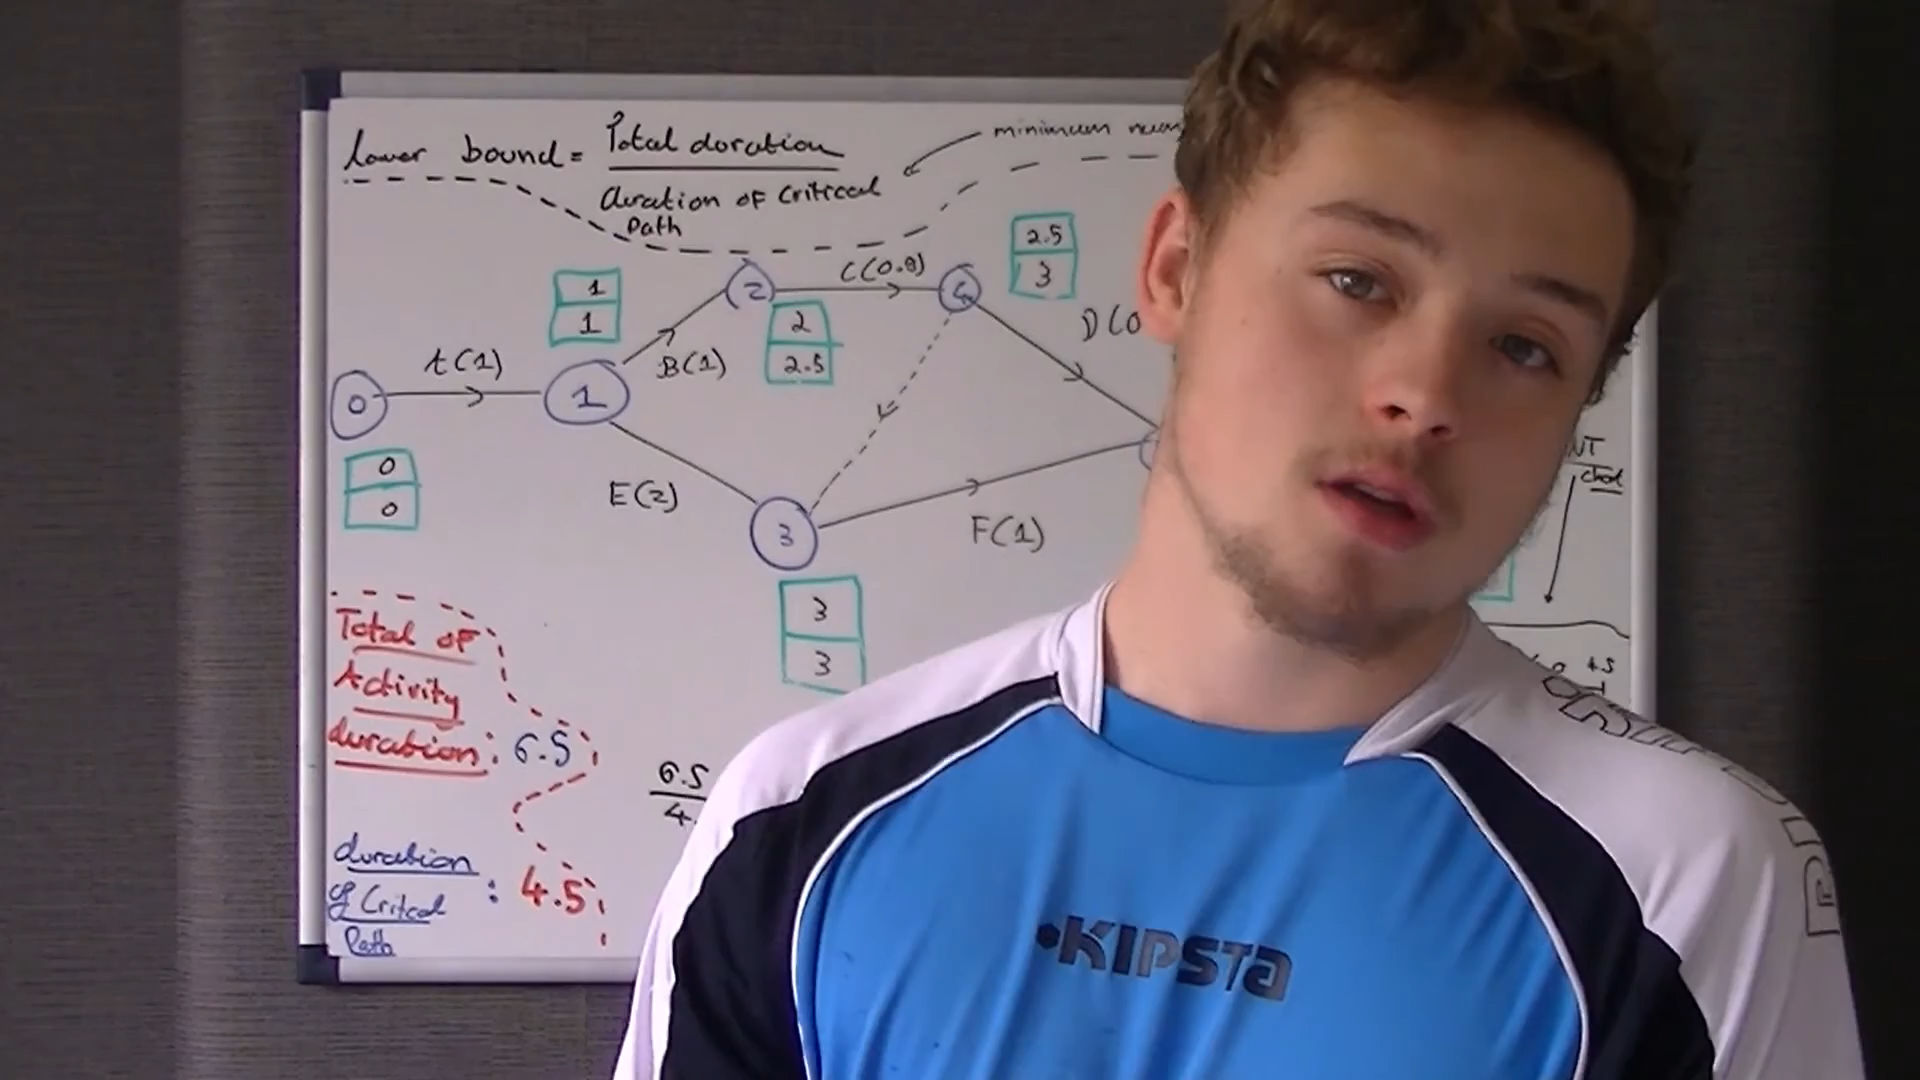 lower bound = Total duration
duration of Critical
Path
minimum
1
1
2
C(0.8)
4
2.5
3
2
2.5
A(1)
B(1)
D(0
0
1
0
0
E(2)
3
F(1)
3
3
Total of
Activity
duration: 6.5
6.5
4.
duration
of Critcal
Path
: 4.5
KIPSTA